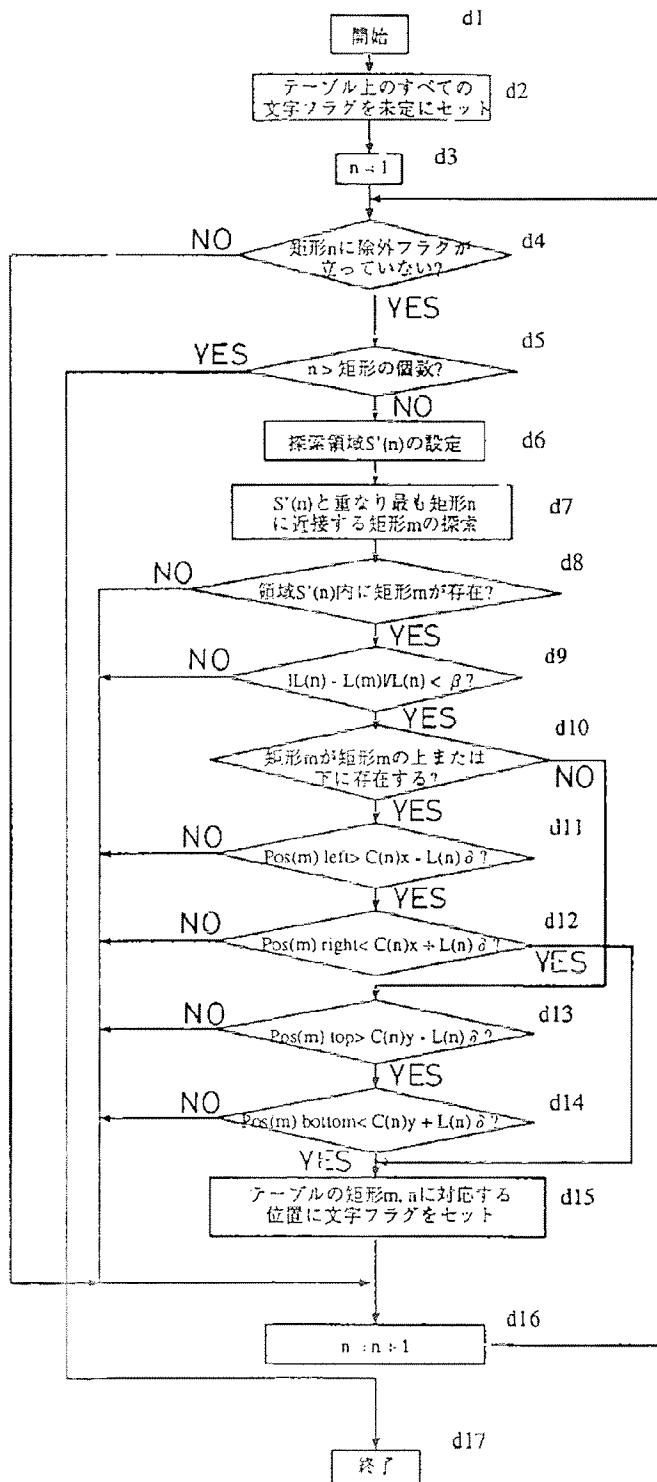 d1
開始
テーブル上のすべての
文字フラグを未定にセット
d2
d3
n = 1
NO
矩形nに除外フラグが
立っていない?
d4
YES
YES
n > 矩形の個数?
d5
NO
探索領域S'(n)の設定
d6
S'(n)と重なり最も矩形n
に近接する矩形mの探索
d7
NO
領域S'(n)内に矩形mが存在?
d8
YES
NO
|L(n) - L(m)|/L(n) < β ?
d9
YES
矩形mが矩形mの上または
下に存在する?
d10
NO
YES
NO
Pos(m) left> C(n)x - L(n) ∂ ?
d11
YES
NO
Pos(m) right< C(n)x + L(n) ∂ ?
d12
YES
NO
Pos(m) top> C(n)y - L(n) ∂ ?
d13
YES
NO
Pos(m) bottom< C(n)y + L(n) ∂ ?
d14
YES
テーブルの矩形m, nに対応する
位置に文字フラグをセット
d15
d16
n = n + 1
d17
終了